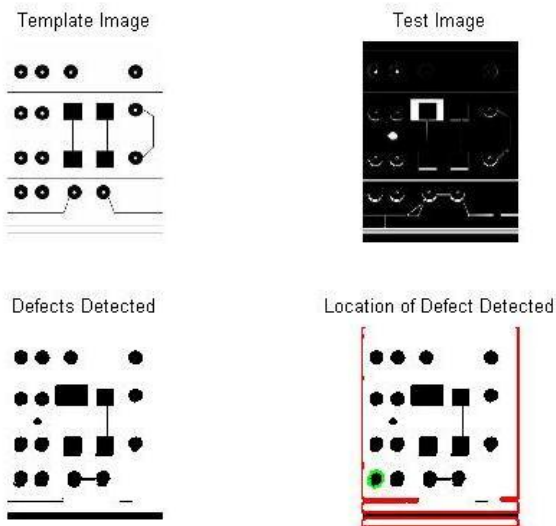 Template Image
Test Image
Defects Detected
Location of Defect Detected